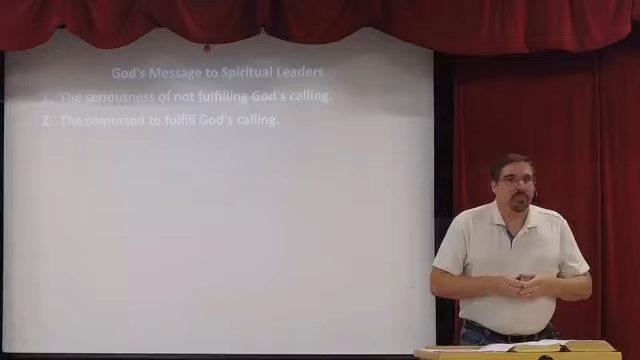 God's Message to Spiritual Leaders
1. The seriousness of not fulfilling God's calling.
2. The command to fulfill God's calling.